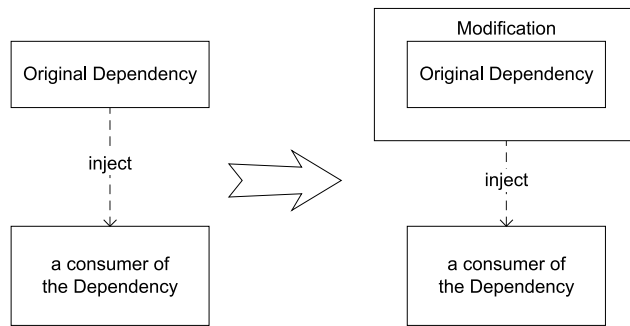 Original Dependency
inject
a consumer of
the Dependency
Modification
Original Dependency
inject
a consumer of
the Dependency